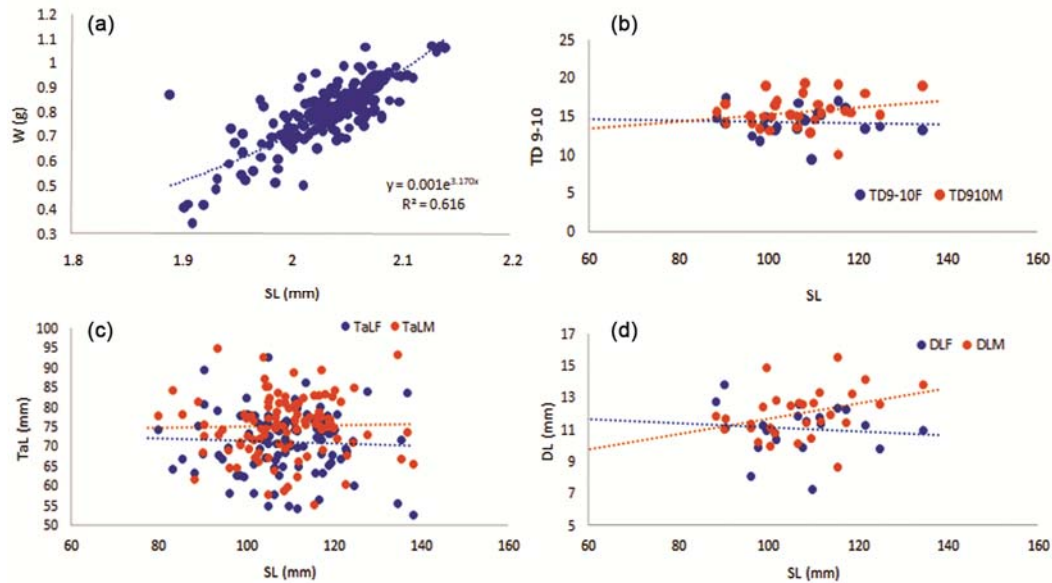 (a)
W (g)
1.2
1.1
1
0.9
0.8
0.7
0.6
0.5
0.4
0.3
y = 0.001e^3.170x
R² = 0.616
1.8
1.9
2
2.1
2.2
SL (mm)
(b)
TD 9-10
25
20
15
10
5
0
TD9-10F
TD910M
60
80
100
120
140
160
SL
(c)
TaLF
TaLM
TaL (mm)
100
95
90
85
80
75
70
65
60
55
50
60
80
100
120
140
160
SL (mm)
(d)
DLF
DLM
DL (mm)
17
15
13
11
9
7
5
60
80
100
120
140
160
SL (mm)